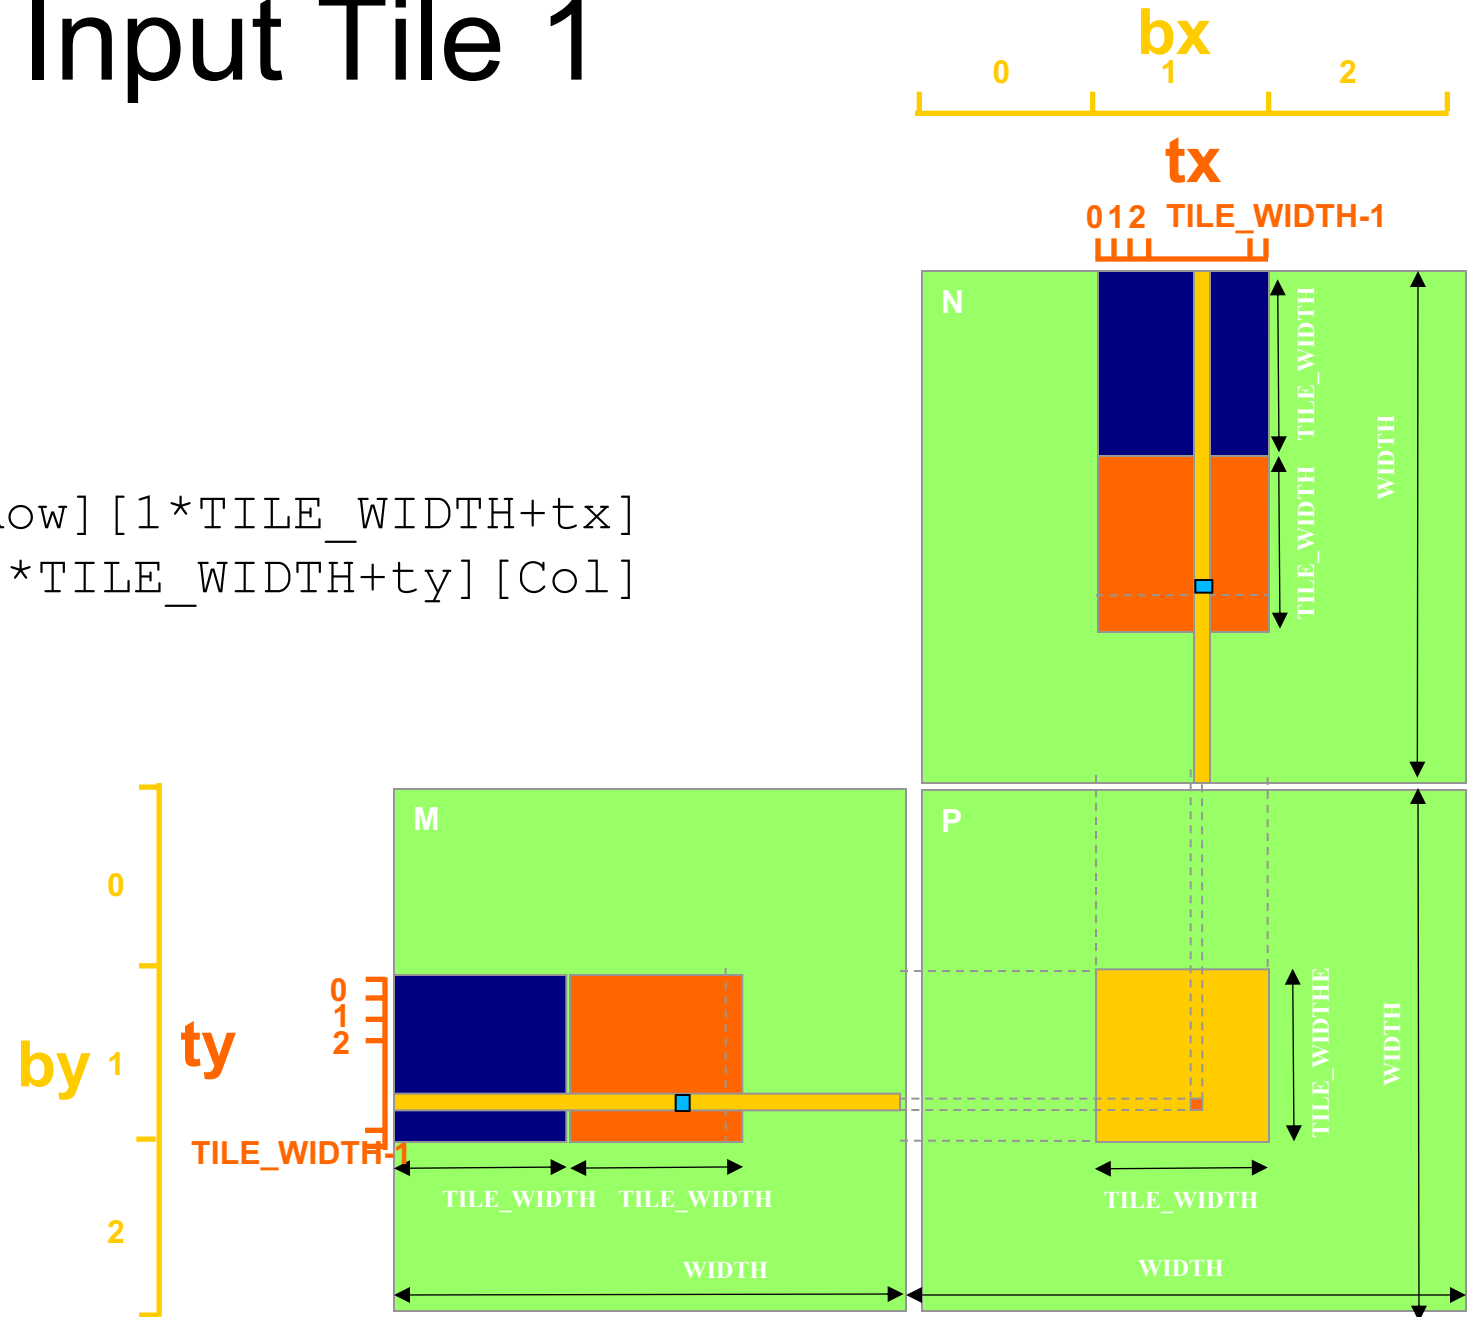 Input Tile 1
bx
0 1 2
tx
0 1 2 TILE_WIDTH-1
N
TILE_WIDTH
WIDTH
TILE_WIDTH
ow][1*TILE_WIDTH+tx]
*TILE_WIDTH+ty][Col]
M
P
0
0
1
2
by 1
ty
TILE_WIDTH-1
2
TILE_WIDTHE
WIDTH
TILE_WIDTH TILE_WIDTH
TILE_WIDTH
WIDTH
WIDTH